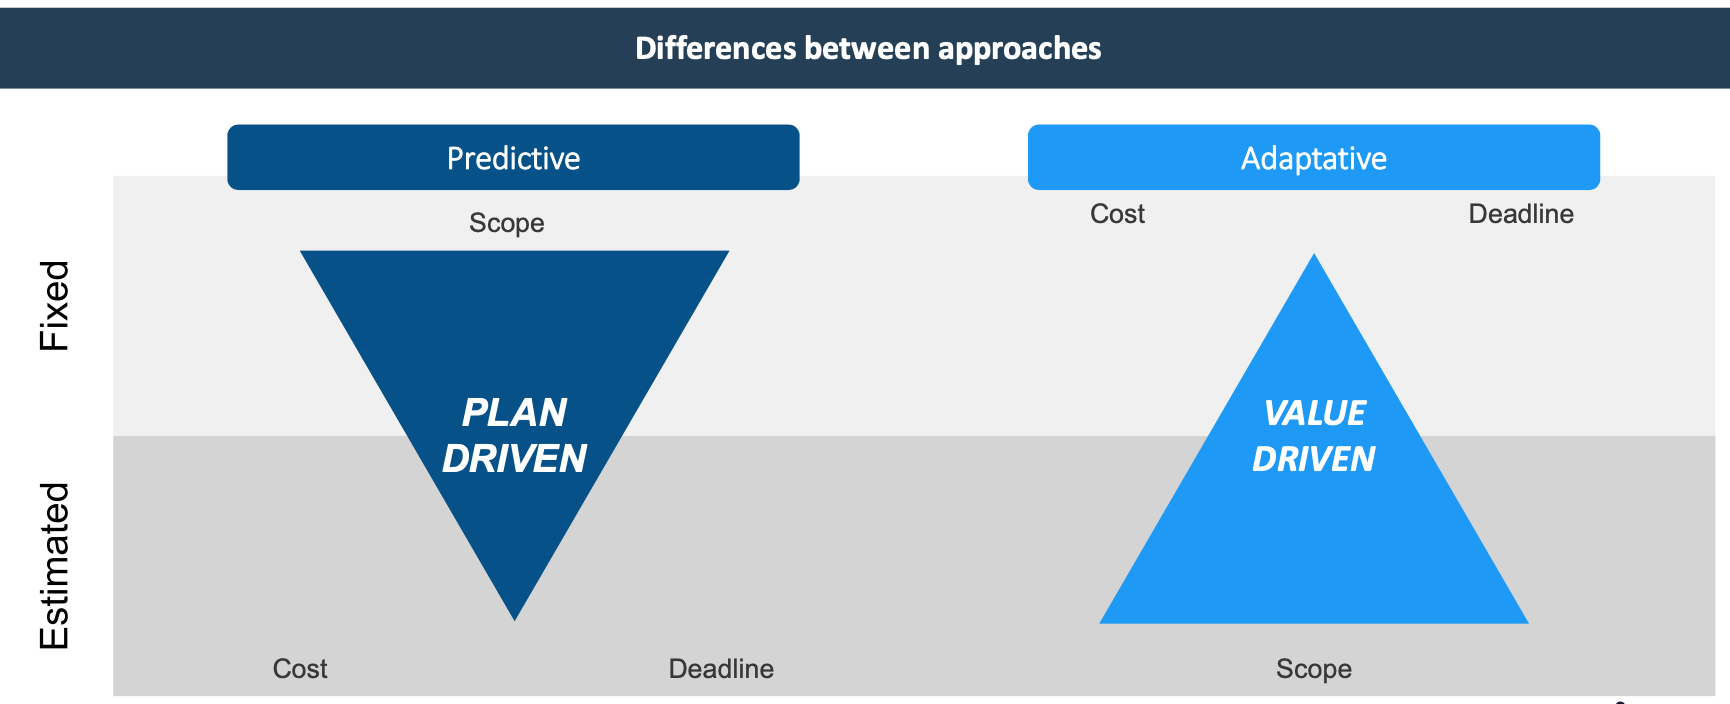 Differences between approaches
Predictive
Adaptative
Scope
Cost
Deadline
Fixed
PLAN
DRIVEN
VALUE
DRIVEN
Estimated
Cost
Deadline
Scope